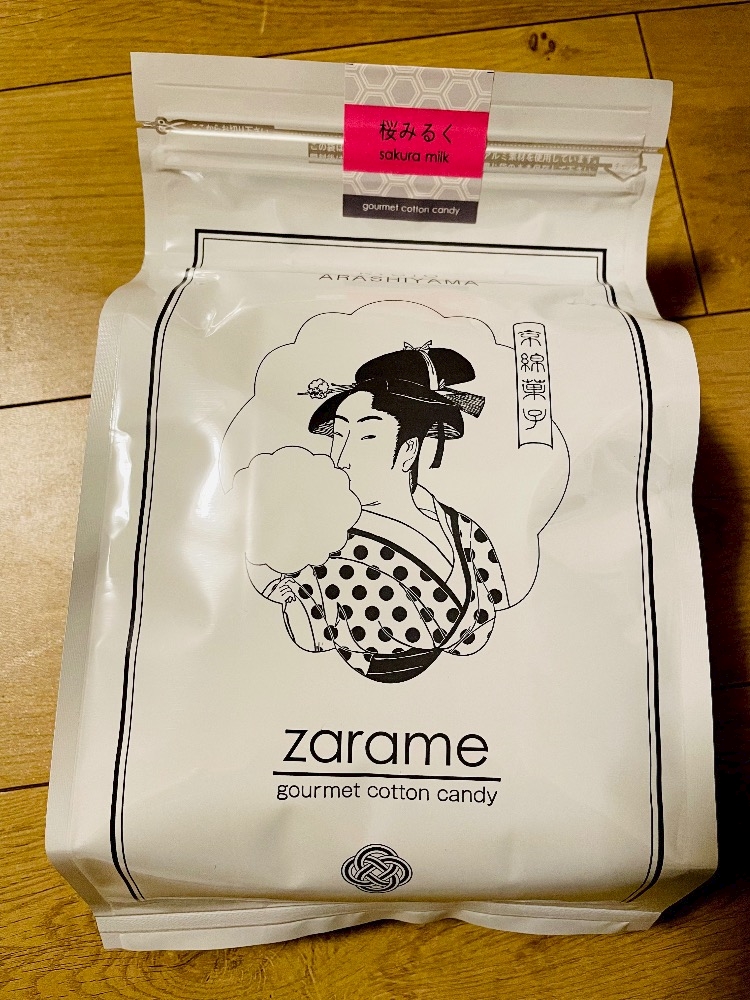 桜みるく
sakura milk
gourmet cotton candy
ARASHIYAMA
京綿菓子
zarame
gourmet cotton candy